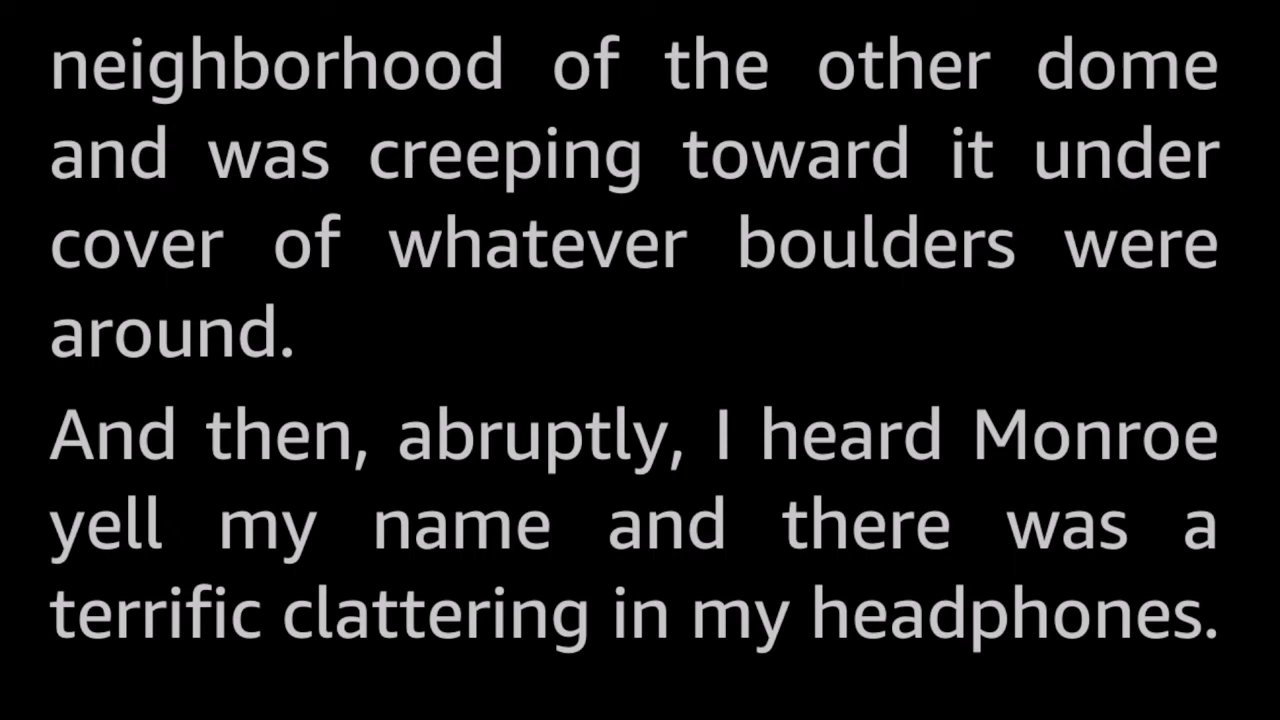 neighborhood of the other dome
and was creeping toward it under
cover of whatever boulders were
around.
And then, abruptly, I heard Monroe
yell my name and there was a
terrific clattering in my headphones.